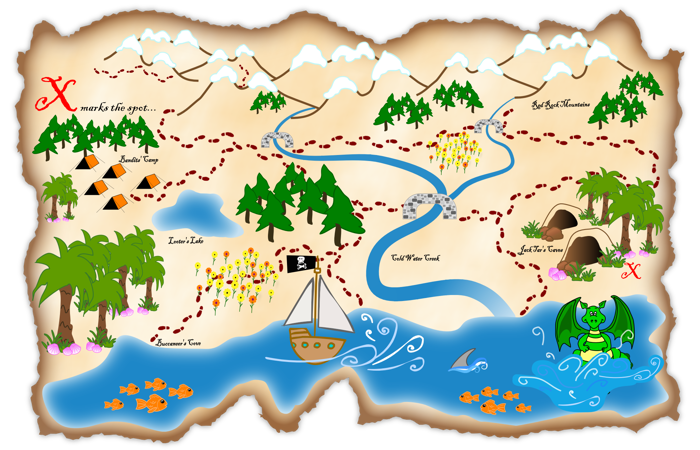 X marks the spot...
Red Rock Mountains
Bandits' Camp
Looter's Lake
Jack Tar's Caves
Cold Water Creek
X
Buccaneer's Cove